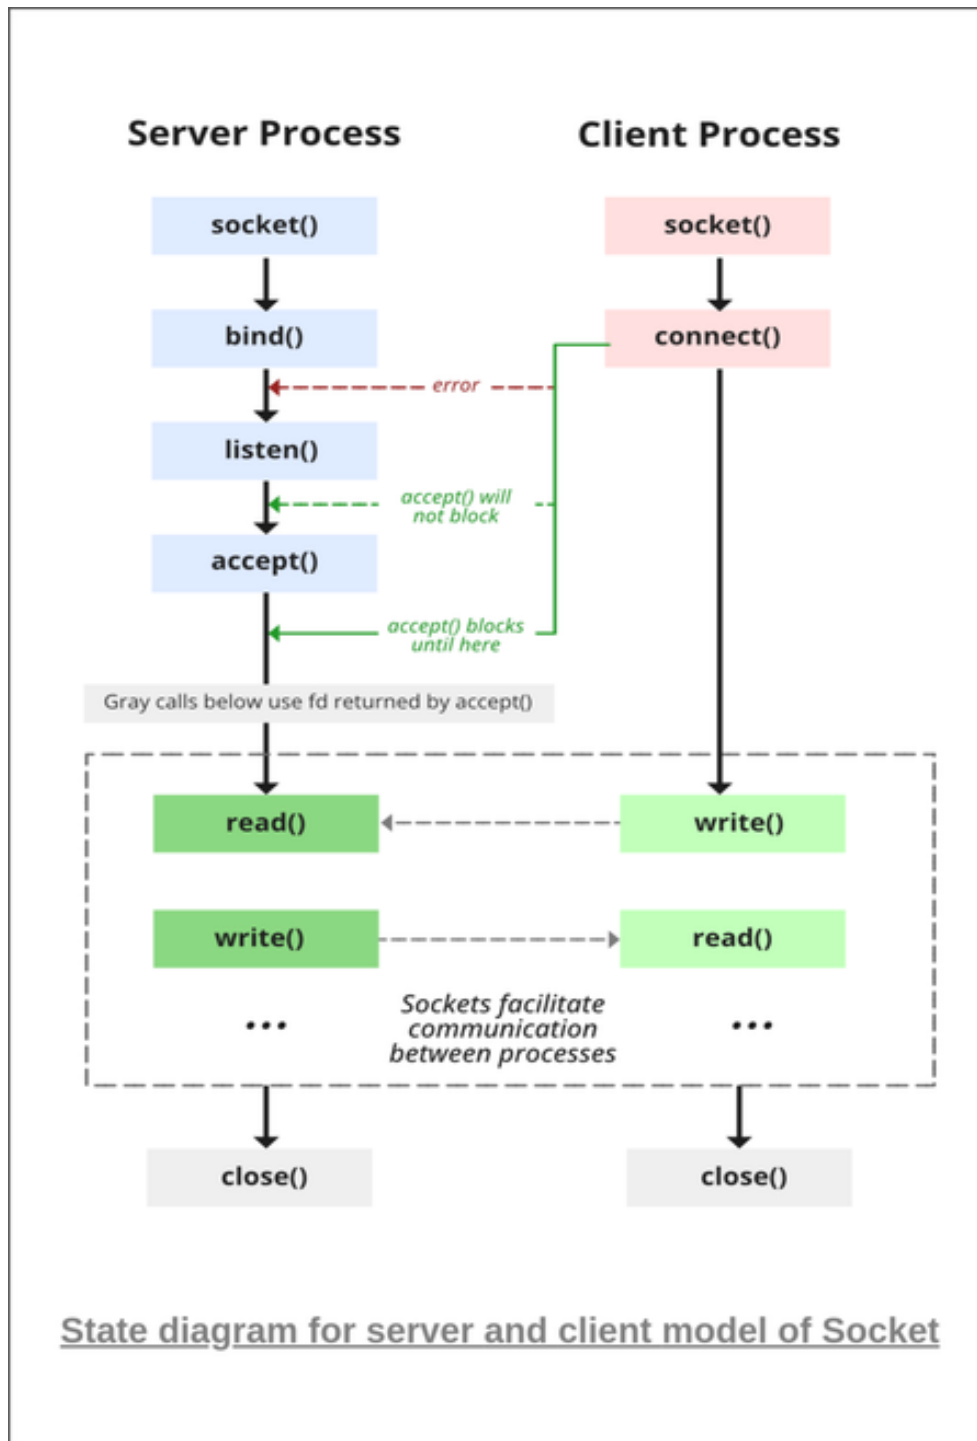 Server Process
Client Process
socket()
socket()
bind()
connect()
error
listen()
accept() will
not block
accept()
accept() blocks
until here
Gray calls below use fd returned by accept()
read()
write()
write()
read()
...
Sockets facilitate
communication
between processes
...
close()
close()
State diagram for server and client model of Socket